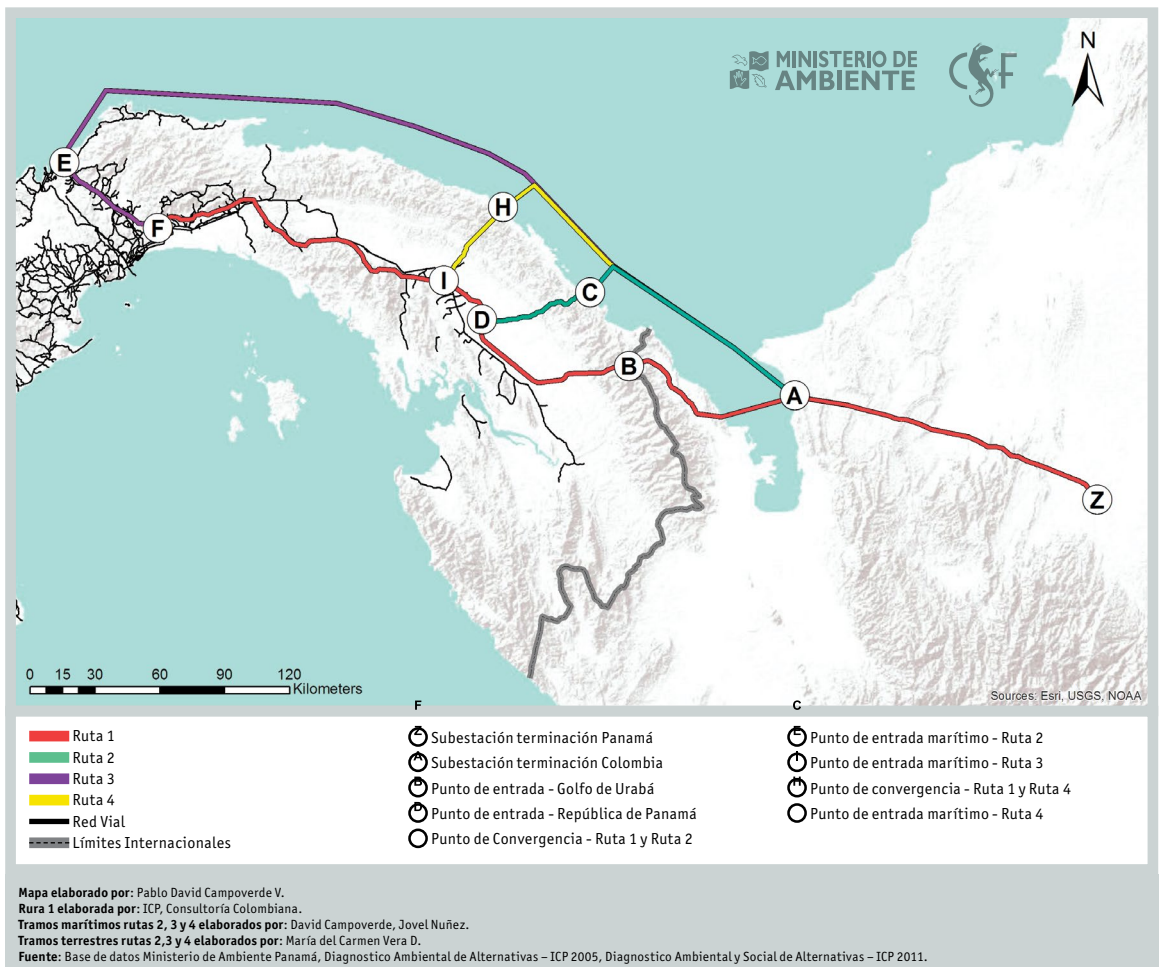 MINISTERIO DE
AMBIENTE
CSF
N
E
F
H
I
C
D
B
A
Z
0 15 30 60 90 120
Kilometers
Sources: Esri, USGS, NOAA
Ruta 1
Ruta 2
Ruta 3
Ruta 4
Red Vial
Límites Internacionales
F
Z Subestación terminación Panamá
A Subestación terminación Colombia
B Punto de entrada - Golfo de Urabá
D Punto de entrada - República de Panamá
Punto de Convergencia - Ruta 1 y Ruta 2
C
E Punto de entrada marítimo - Ruta 2
I Punto de entrada marítimo - Ruta 3
H Punto de convergencia - Ruta 1 y Ruta 4
Punto de entrada marítimo - Ruta 4
Mapa elaborado por: Pablo David Campoverde V.
Rura 1 elaborada por: ICP, Consultoría Colombiana.
Tramos marítimos rutas 2, 3 y 4 elaborados por: David Campoverde, Jovel Nuñez.
Tramos terrestres rutas 2,3 y 4 elaborados por: María del Carmen Vera D.
Fuente: Base de datos Ministerio de Ambiente Panamá, Diagnostico Ambiental de Alternativas – ICP 2005, Diagnostico Ambiental y Social de Alternativas – ICP 2011.